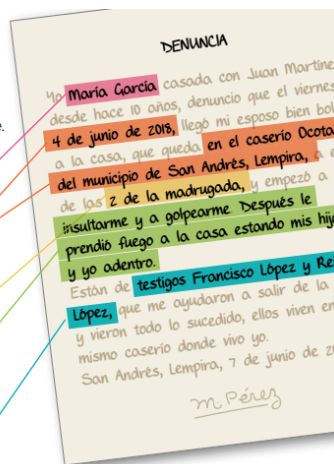 e.
DENUNCIA
Yo María García casada con Juan Martíne
desde hace 10 años, denuncio que el viernes
4 de junio de 2018, llegó mi esposo bien bol
a la casa, que queda en el caserío Ocota
del municipio de San Andrés, Lempira, a e
de las 2 de la madrugada, y empezó a
insultarme y a golpearme Después le
prendió fuego a la casa estando mis hij
y yo adentro.
Están de testigos Francisco López y Re
López, que me ayudaron a salir de la
y vieron todo lo sucedido, ellos viven en
mismo caserío donde vivo yo.
San Andrés, Lempira, 7 de junio de 20
M. Pérez